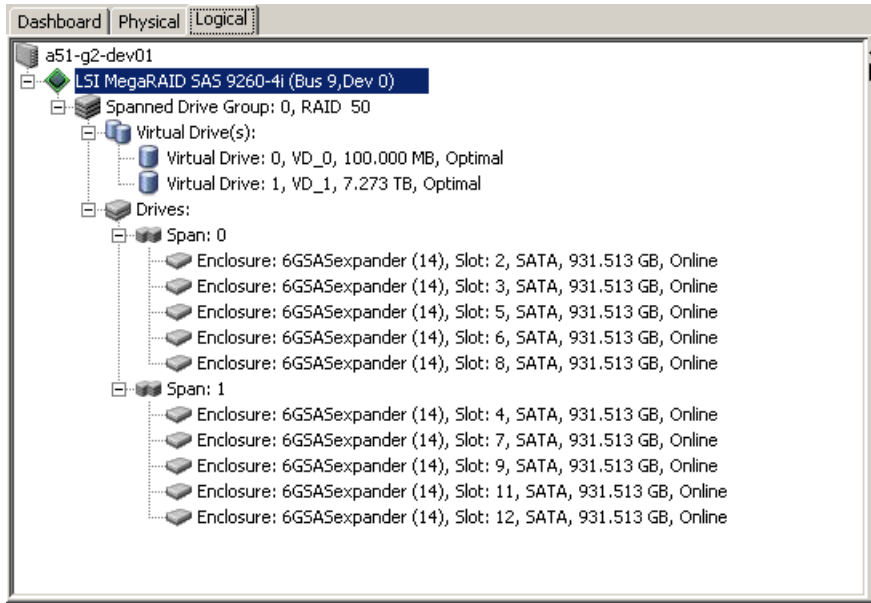 Dashboard Physical Logical
a51-g2-dev01
LSI MegaRAID SAS 9260-4i (Bus 9,Dev 0)
Spanned Drive Group: 0, RAID  50
Virtual Drive(s):
Virtual Drive: 0, VD_0, 100.000 MB, Optimal
Virtual Drive: 1, VD_1, 7.273 TB, Optimal
Drives:
Span: 0
Enclosure: 6GSASexpander (14), Slot: 2, SATA, 931.513 GB, Online
Enclosure: 6GSASexpander (14), Slot: 3, SATA, 931.513 GB, Online
Enclosure: 6GSASexpander (14), Slot: 5, SATA, 931.513 GB, Online
Enclosure: 6GSASexpander (14), Slot: 6, SATA, 931.513 GB, Online
Enclosure: 6GSASexpander (14), Slot: 8, SATA, 931.513 GB, Online
Span: 1
Enclosure: 6GSASexpander (14), Slot: 4, SATA, 931.513 GB, Online
Enclosure: 6GSASexpander (14), Slot: 7, SATA, 931.513 GB, Online
Enclosure: 6GSASexpander (14), Slot: 9, SATA, 931.513 GB, Online
Enclosure: 6GSASexpander (14), Slot: 11, SATA, 931.513 GB, Online
Enclosure: 6GSASexpander (14), Slot: 12, SATA, 931.513 GB, Online